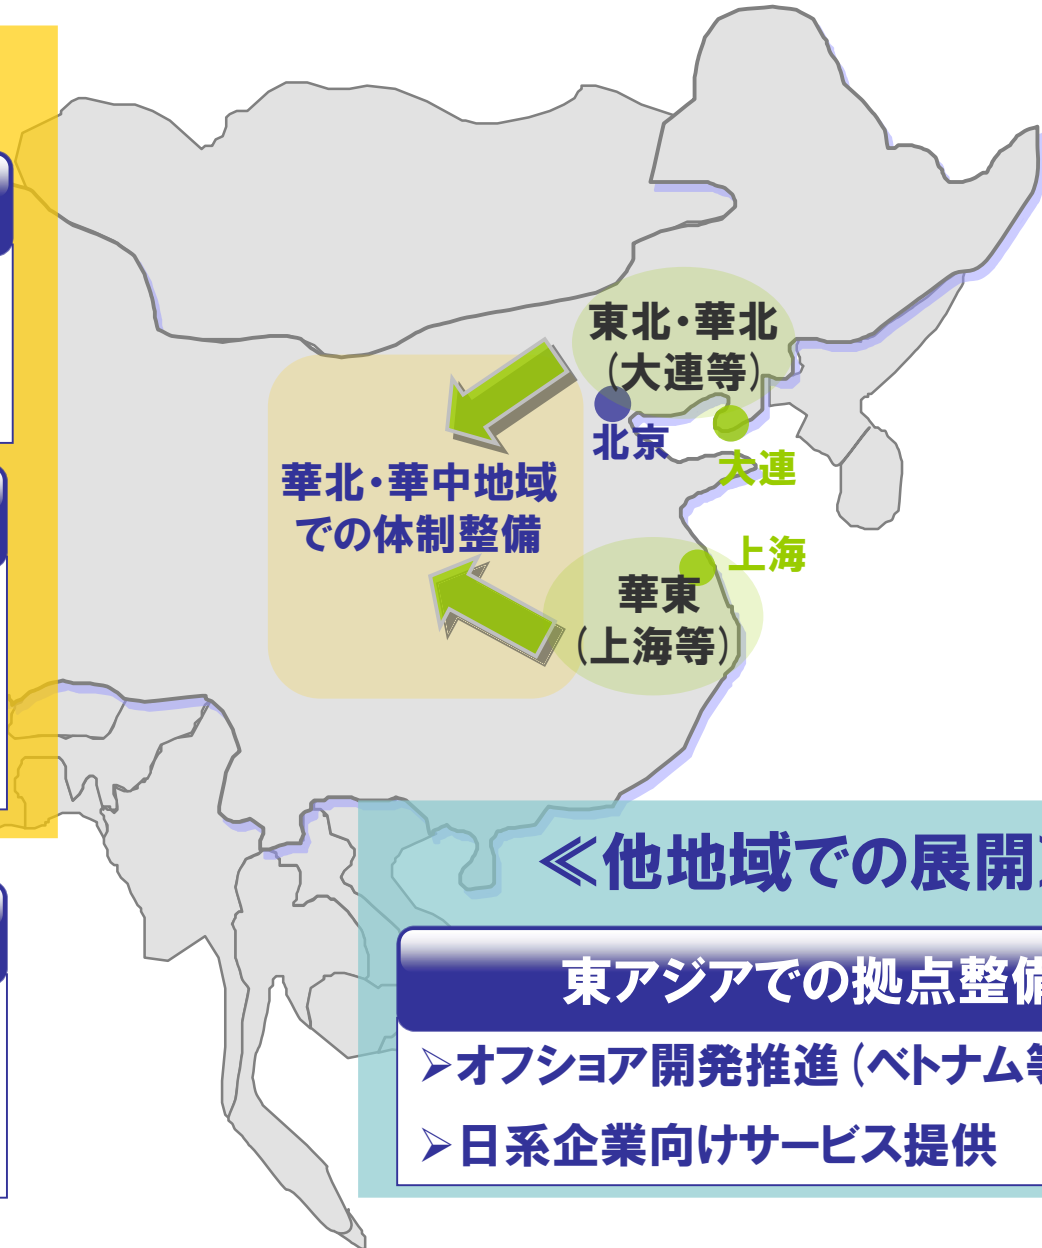 東北・華北
(大連等)
北京
大連
華北・華中地域
での体制整備
上海
華東
(上海等)
≪他地域での展開
東アジアでの拠点整備
➢オフショア開発推進(ベトナム等
➢日系企業向けサービス提供